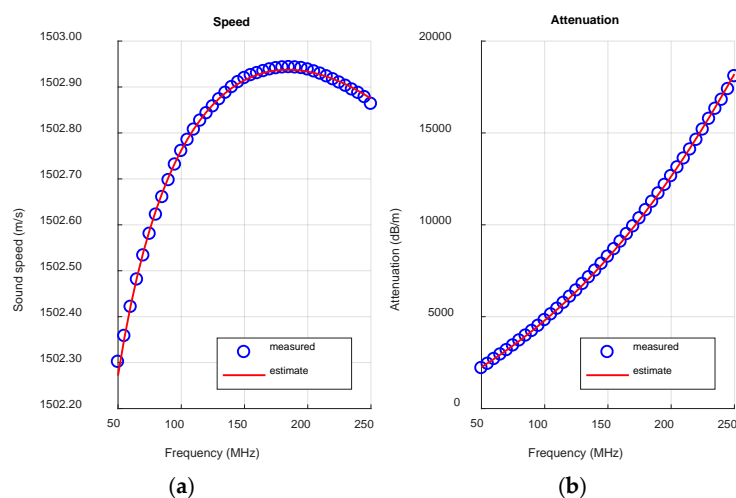 Speed
1503.00
1502.90
1502.80
1502.70
1502.60
1502.50
1502.40
1502.30
1502.20
Sound speed (m/s)
measured
estimate
50
100
150
200
250
Frequency (MHz)
(a)
Attenuation
20000
15000
10000
5000
0
Attenuation (dB/m)
measured
estimate
50
100
150
200
250
Frequency (MHz)
(b)